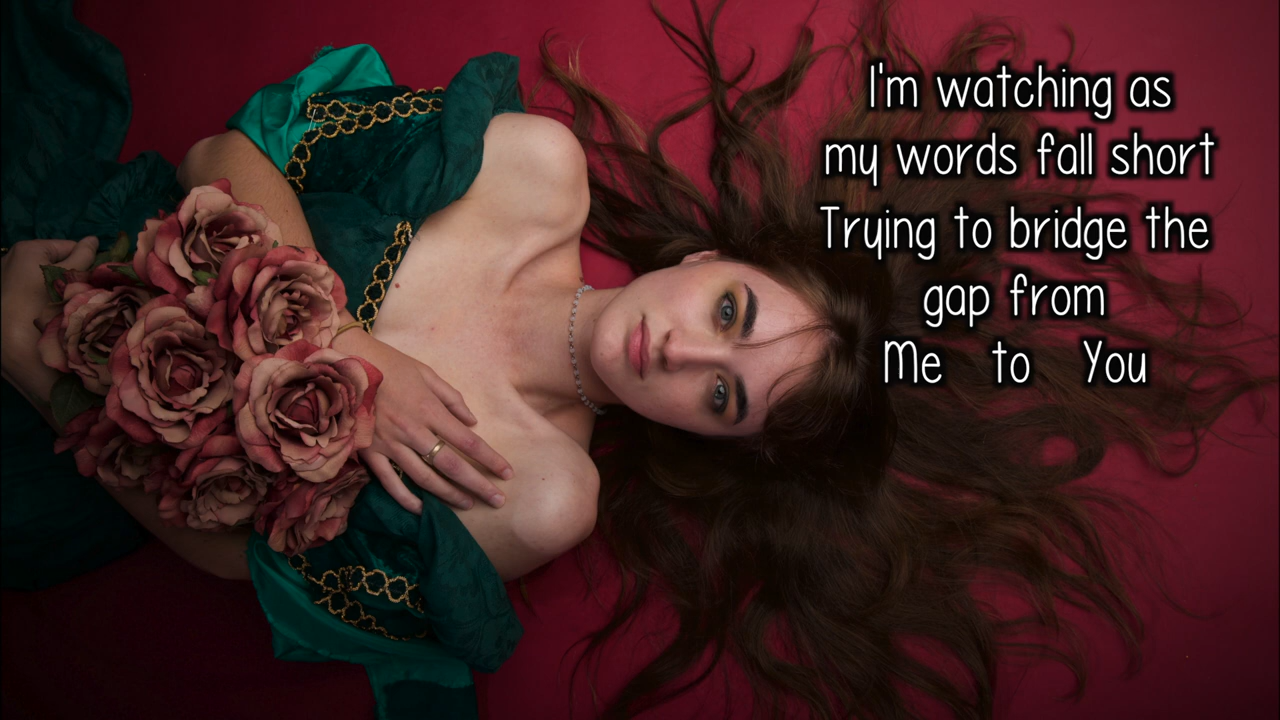 I'm watching as
my words fall short
Trying to bridge the
gap from
Me to You